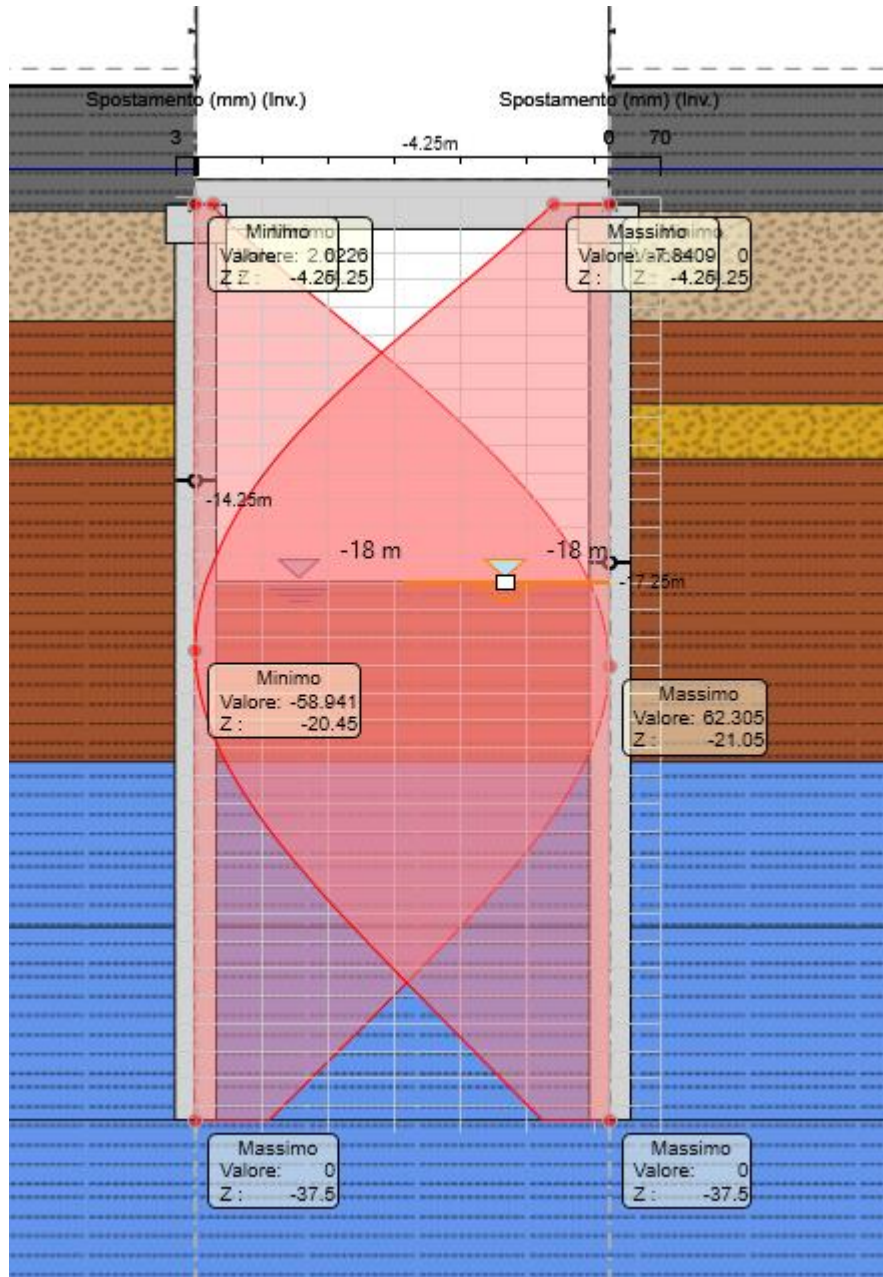 Spostamento (mm) (Inv.)
Spostamento (mm) (Inv.)
3
-4.25m
0
70
Minimo
Massimo
Valore:
Z :
-14.25m
-18 m
-18 m
-17.25m
Minimo
Valore: -58.941
Z : -20.45
Massimo
Valore: 62.305
Z : -21.05
Massimo
Valore: 0
Z : -37.5
Massimo
Valore: 0
Z : -37.5